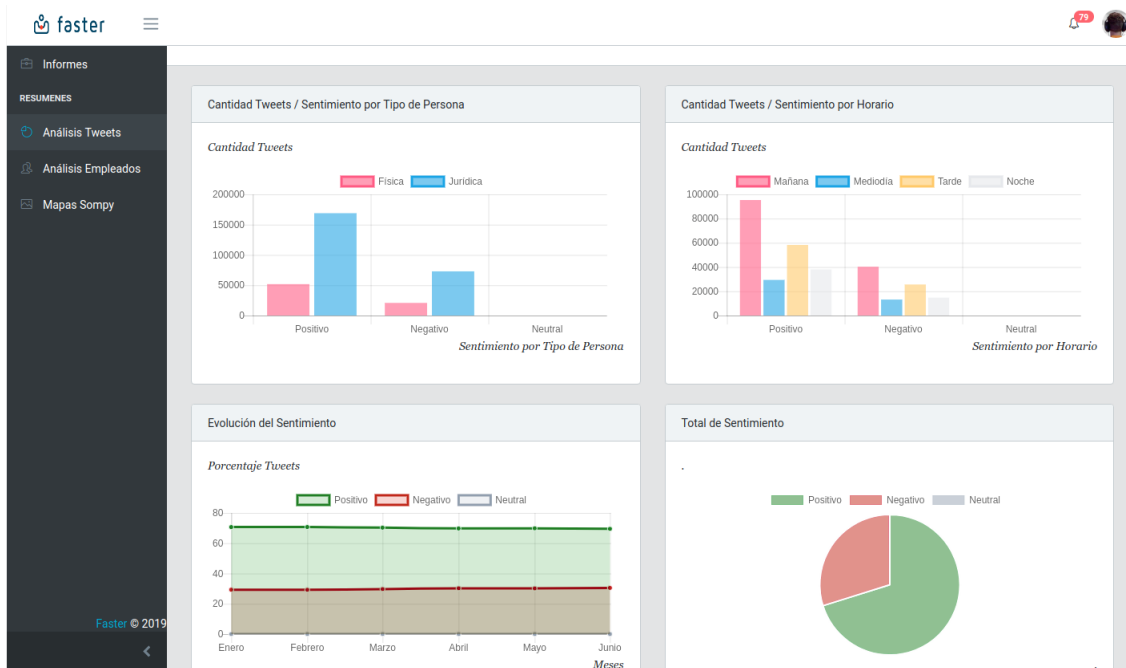 faster
79
Informes
RESUMENES
Análisis Tweets
Análisis Empleados
Mapas Sompy
Faster © 2019
Cantidad Tweets / Sentimiento por Tipo de Persona
Cantidad Tweets
Física Jurídica
200000
150000
100000
50000
0
Positivo Negativo Neutral
Sentimiento por Tipo de Persona
Cantidad Tweets / Sentimiento por Horario
Cantidad Tweets
Mañana Mediodía Tarde Noche
100000
80000
60000
40000
20000
0
Positivo Negativo Neutral
Sentimiento por Horario
Evolución del Sentimiento
Porcentaje Tweets
Positivo Negativo Neutral
80
60
40
20
0
Enero Febrero Marzo Abril Mayo Junio
Meses
Total de Sentimiento
.
Positivo Negativo Neutral